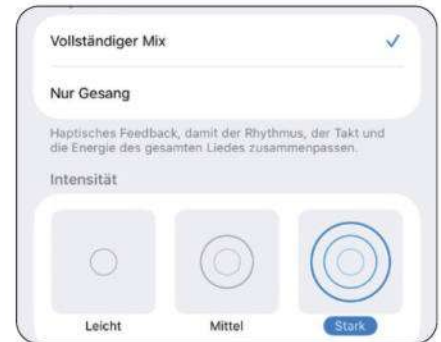 Vollständiger Mix
Nur Gesang
Haptisches Feedback, damit der Rhythmus, der Takt und
die Energie des gesamten Liedes zusammenpassen.
Intensität
Leicht Mittel Stark